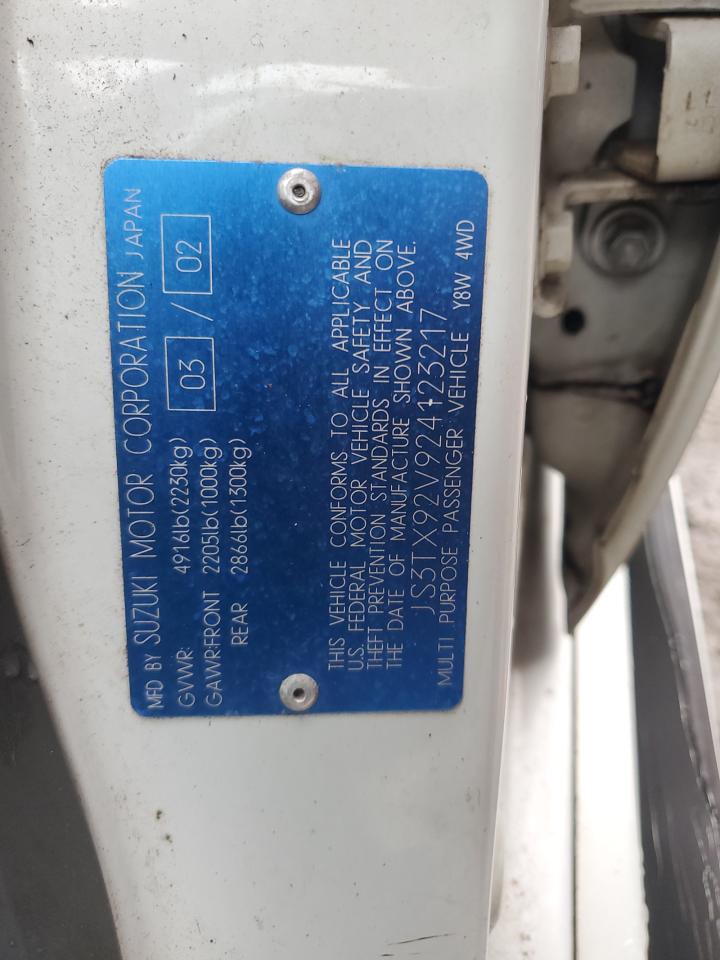 MFD BY SUZUKI MOTOR CORPORATION JAPAN
GVWR: 4916lb(2230kg) 03 / 02
GAWR:FRONT 2205lb(1000kg)
REAR 2866lb(1300kg)
THIS VEHICLE CONFORMS TO ALL APPLICABLE
U.S. FEDERAL MOTOR VEHICLE SAFETY AND
THEFT PREVENTION STANDARDS IN EFFECT ON
THE DATE OF MANUFACTURE SHOWN ABOVE.
JS3TX92V924123217
MULTI PURPOSE PASSENGER VEHICLE Y8W 4WD